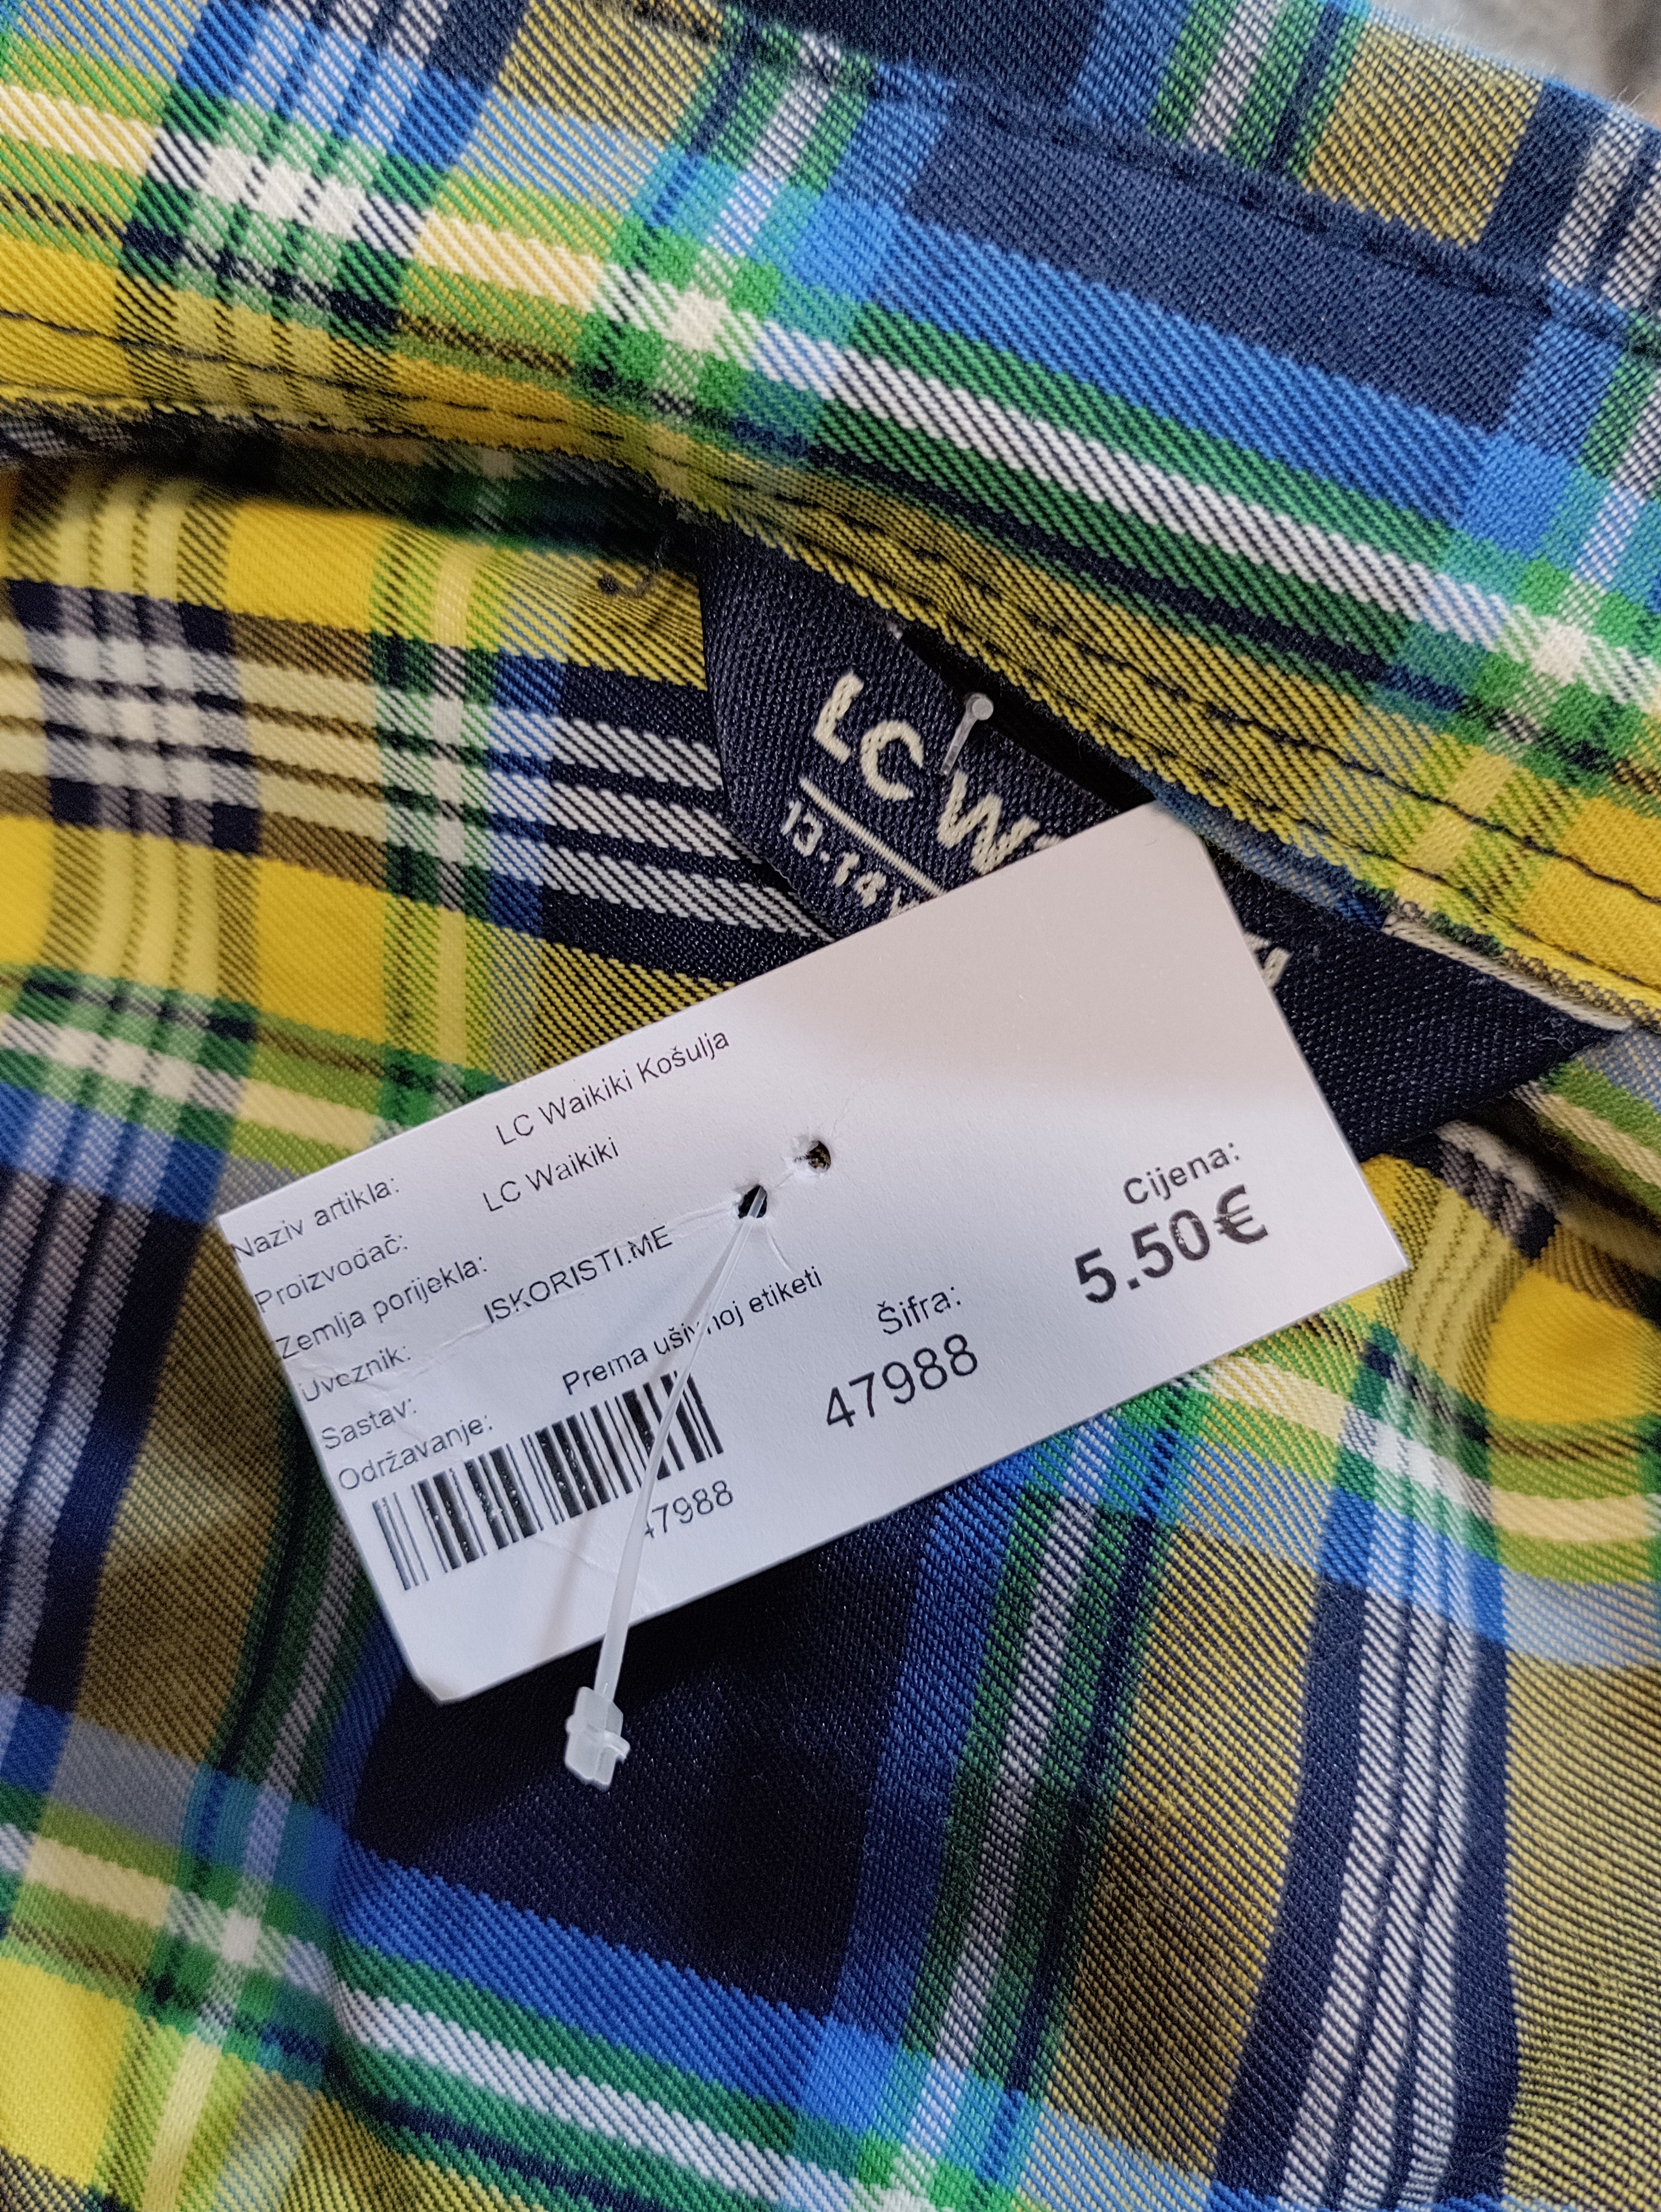 LC W
13-14
Naziv artikla: LC Waikiki Košulja
Proizvođač: LC Waikiki
Zemlja porijekla:
Uvoznik: ISKORISTI.ME
Sastav:
Održavanje: Prema ušivnoj etiketi
47988
Šifra:
47988
Cijena:
5.50€